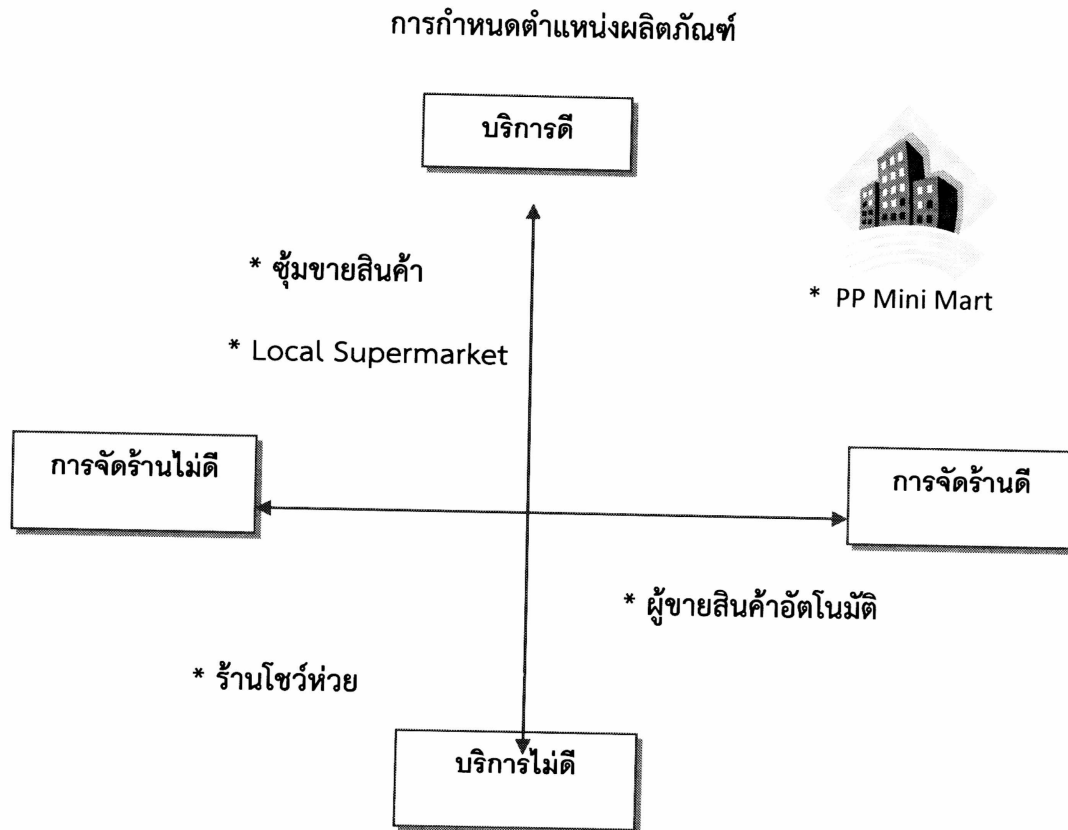 การกำหนดตำแหน่งผลิตภัณฑ์
บริการดี
* ซุ้มขายสินค้า
* PP Mini Mart
* Local Supermarket
การจัดร้านไม่ดี
การจัดร้านดี
* ผู้ขายสินค้าอัตโนมัติ
* ร้านโชว์ห่วย
บริการไม่ดี